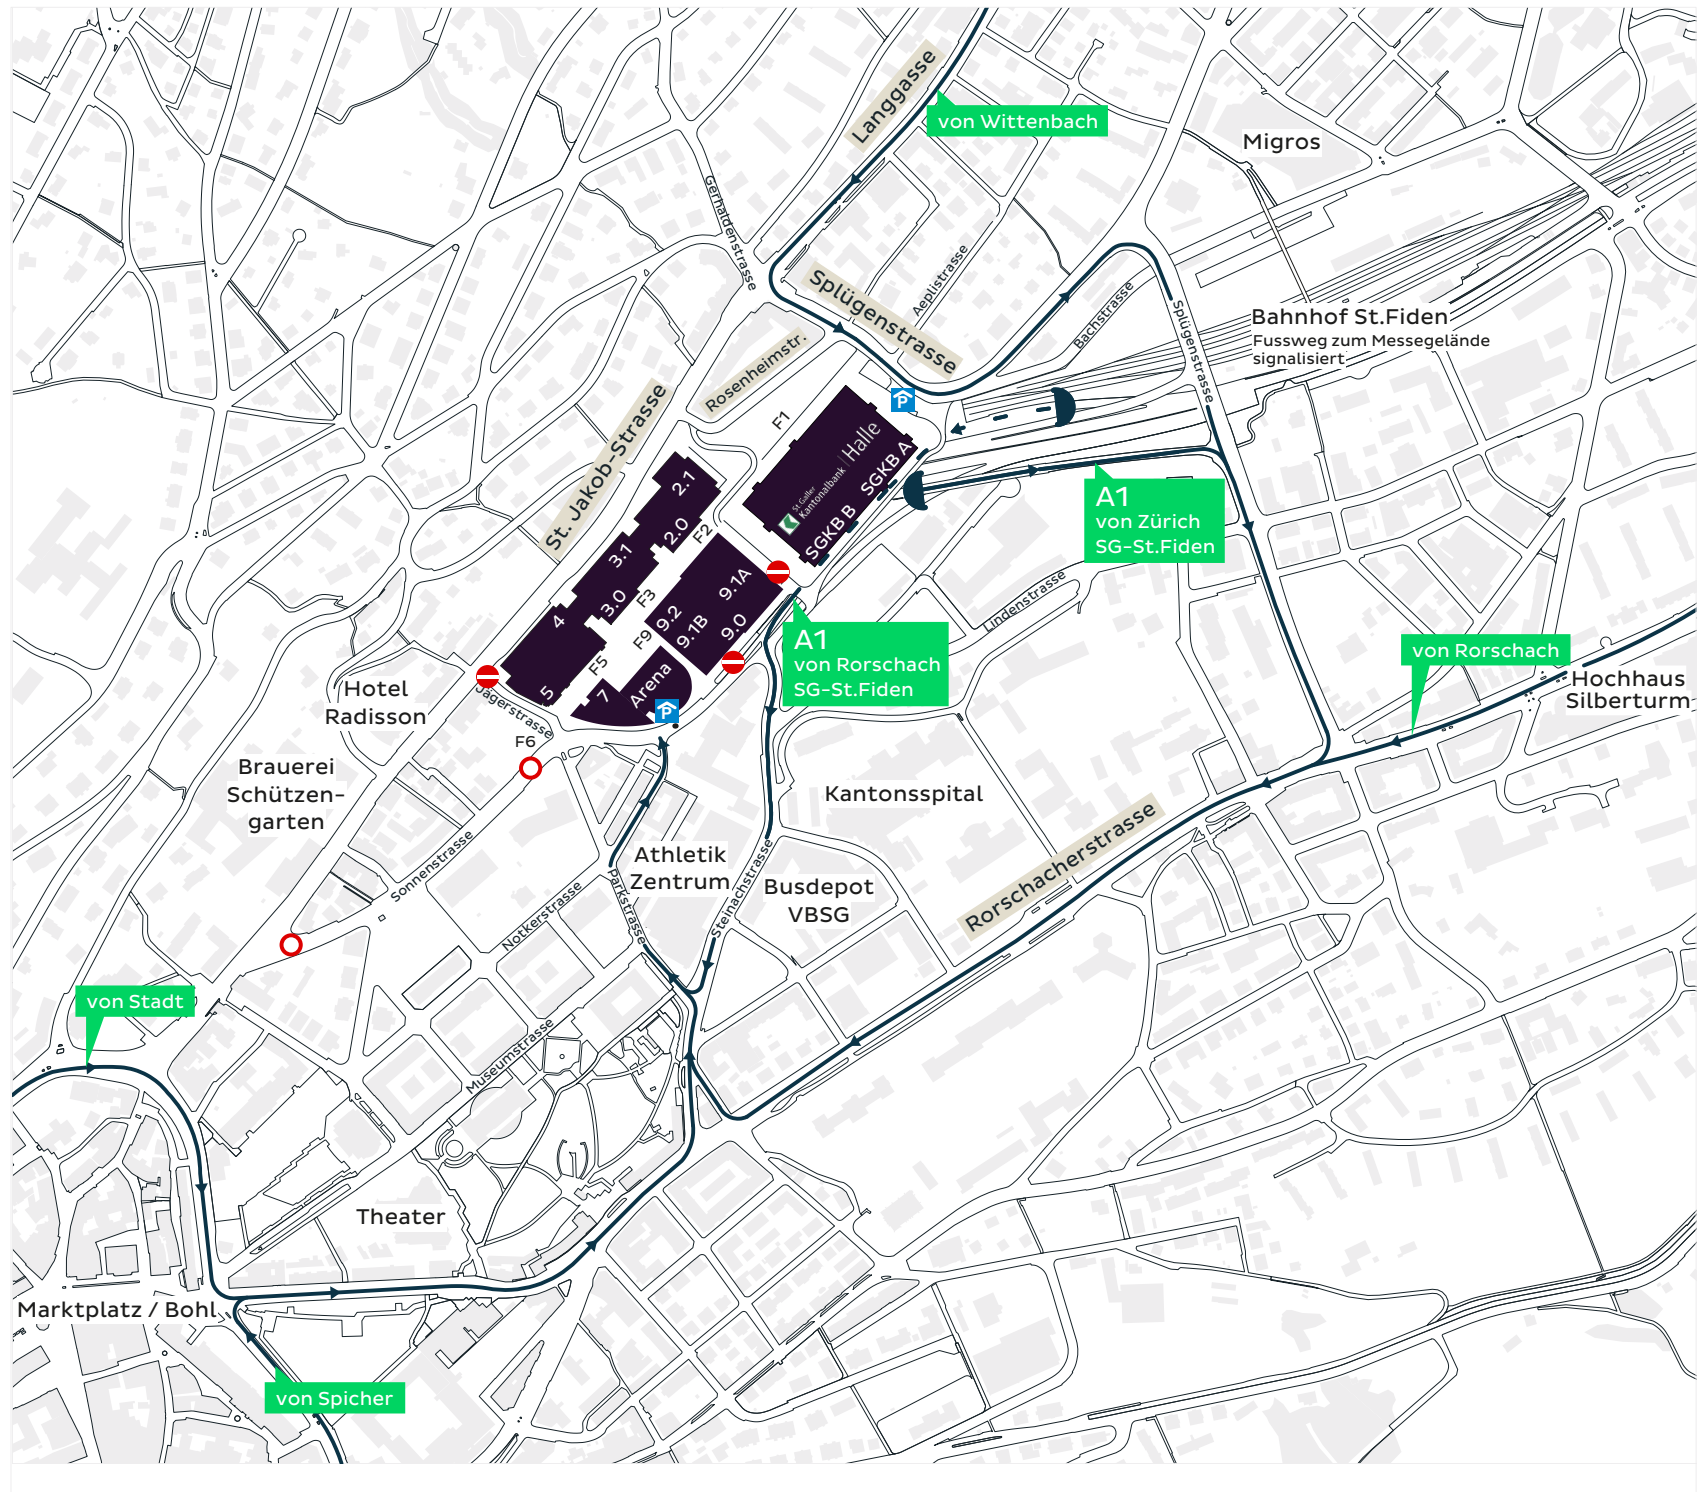 Langgasse
von Wittenbach
Migros
Gerhaldenstrasse
Splügenstrasse
Aeplistrasse
Bachstrasse
Splügenstrasse
Bahnhof St.Fiden
Fussweg zum Messegelände
signalisiert
Rosenheimstr.
St. Jakob-Strasse
F1
P
St.Galler
Kantonalbank
Halle
SGKB A
SGKB B
2.1
2.0
F2
3.1
3.0
F3
4
5
F5
9.1A
9.2
9.1B
9.0
F9
7
Arena
P
A1
von Zürich
SG-St.Fiden
A1
von Rorschach
SG-St.Fiden
Lindenstrasse
von Rorschach
Hochhaus
Silberturm
Hotel
Radisson
Jägerstrasse
F6
Brauerei
Schützen-
garten
Sonnenstrasse
Kantonsspital
Rorschacherstrasse
Athletik
Zentrum
Busdepot
VBSG
Parkstrasse
Steinachstrasse
Notkerstrasse
Museumstrasse
von Stadt
Theater
Marktplatz / Bohl
von Spicher